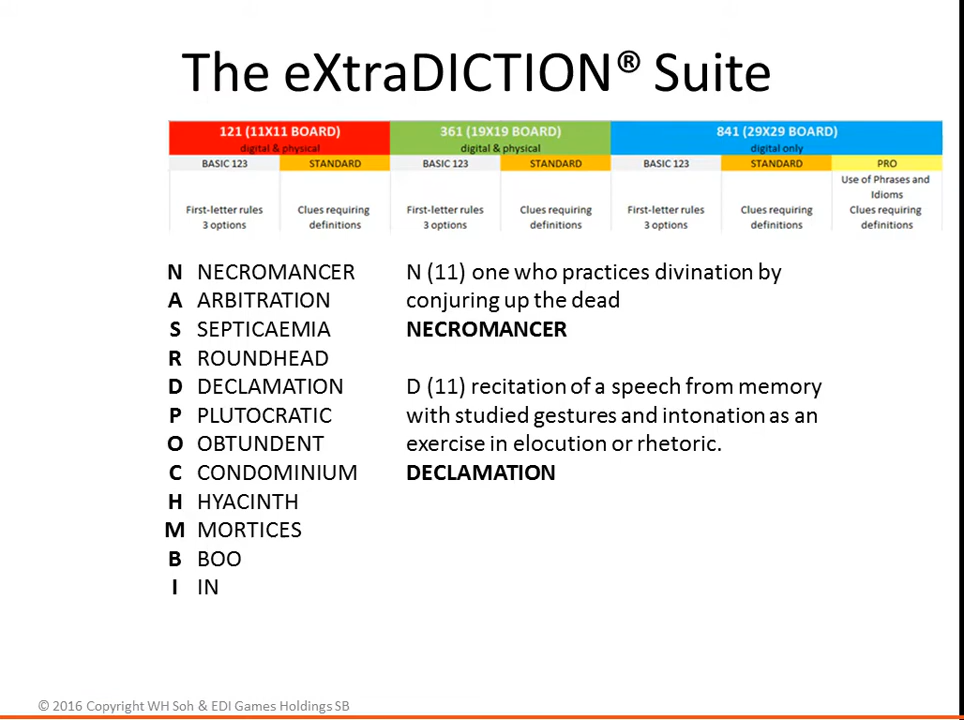 The eXtraDICTION® Suite
121 (11X11 BOARD) 361 (19X19 BOARD) 841 (29X29 BOARD)
digital & physical digital & physical digital only
BASIC 123 STANDARD BASIC 123 STANDARD BASIC 123 STANDARD PRO
Use of Phrases and
Idioms
First-letter rules Clues requiring First-letter rules Clues requiring First-letter rules Clues requiring Clues requiring
3 options definitions 3 options definitions 3 options definitions definitions
N NECROMANCER
A ARBITRATION
S SEPTICAEMIA
R ROUNDHEAD
D DECLAMATION
P PLUTOCRATIC
O OBTUNDENT
C CONDOMINIUM
H HYACINTH
M MORTICES
B BOO
I IN
N (11) one who practices divination by
conjuring up the dead
NECROMANCER
D (11) recitation of a speech from memory
with studied gestures and intonation as an
exercise in elocution or rhetoric.
DECLAMATION
© 2016 Copyright WH Soh & EDI Games Holdings SB